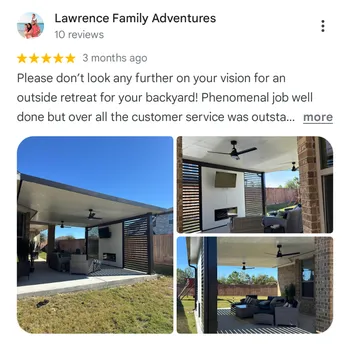 Lawrence Family Adventures
10 reviews
3 months ago
Please don't look any further on your vision for an
outside retreat for your backyard! Phenomenal job well
done but over all the customer service was outsta... more